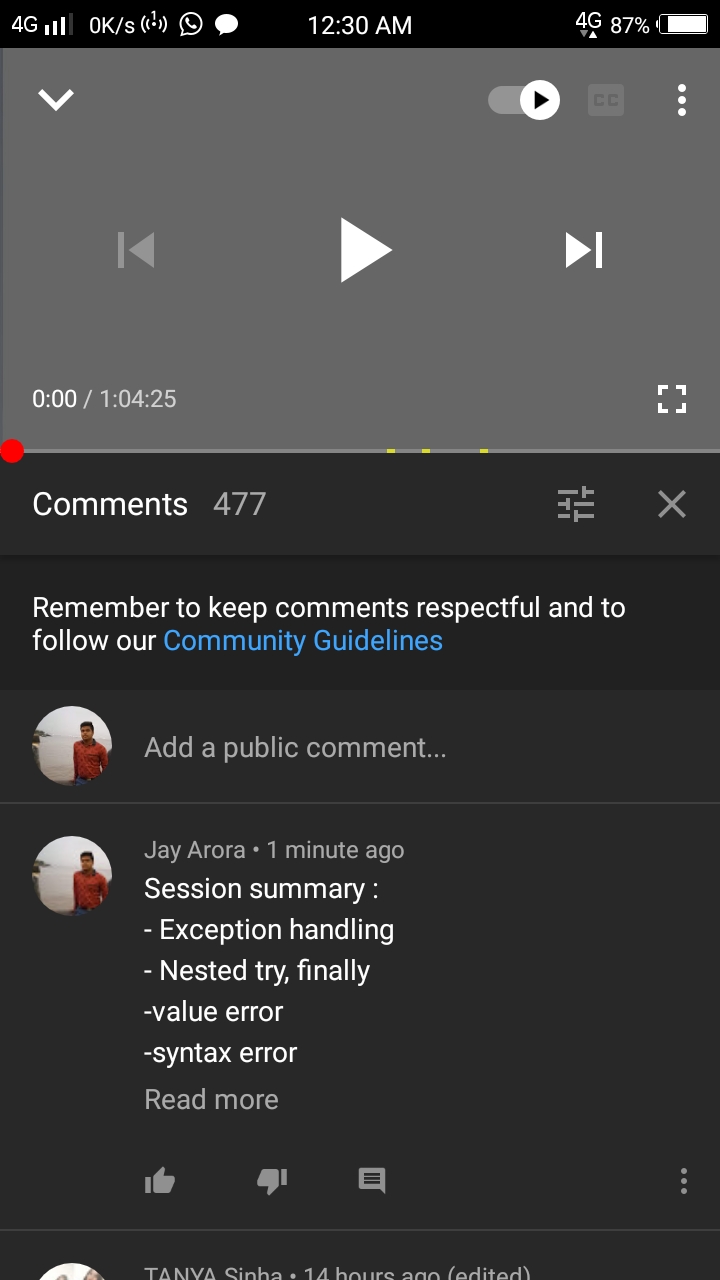 4G 0K/s 12:30 AM 4G 87%
CC
0:00 / 1:04:25
Comments 477
Remember to keep comments respectful and to
follow our Community Guidelines
Add a public comment...
Jay Arora • 1 minute ago
Session summary :
- Exception handling
- Nested try, finally
-value error
-syntax error
Read more
TANYA Sinha • 14 hours ago (edited)